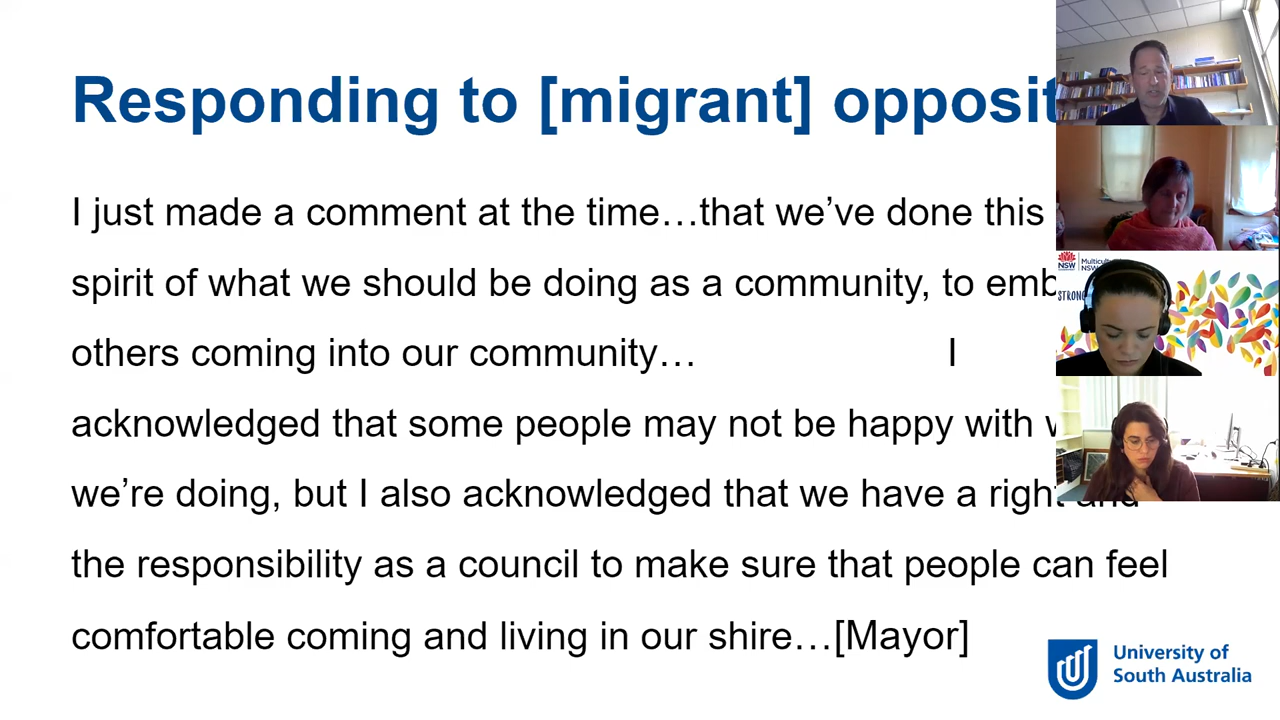 Responding to [migrant] opposit
I just made a comment at the time…that we’ve done this
spirit of what we should be doing as a community, to emb
others coming into our community… I
acknowledged that some people may not be happy with
we’re doing, but I also acknowledged that we have a right and
the responsibility as a council to make sure that people can feel
comfortable coming and living in our shire…[Mayor]
NSW
STRONG
University of
South Australia